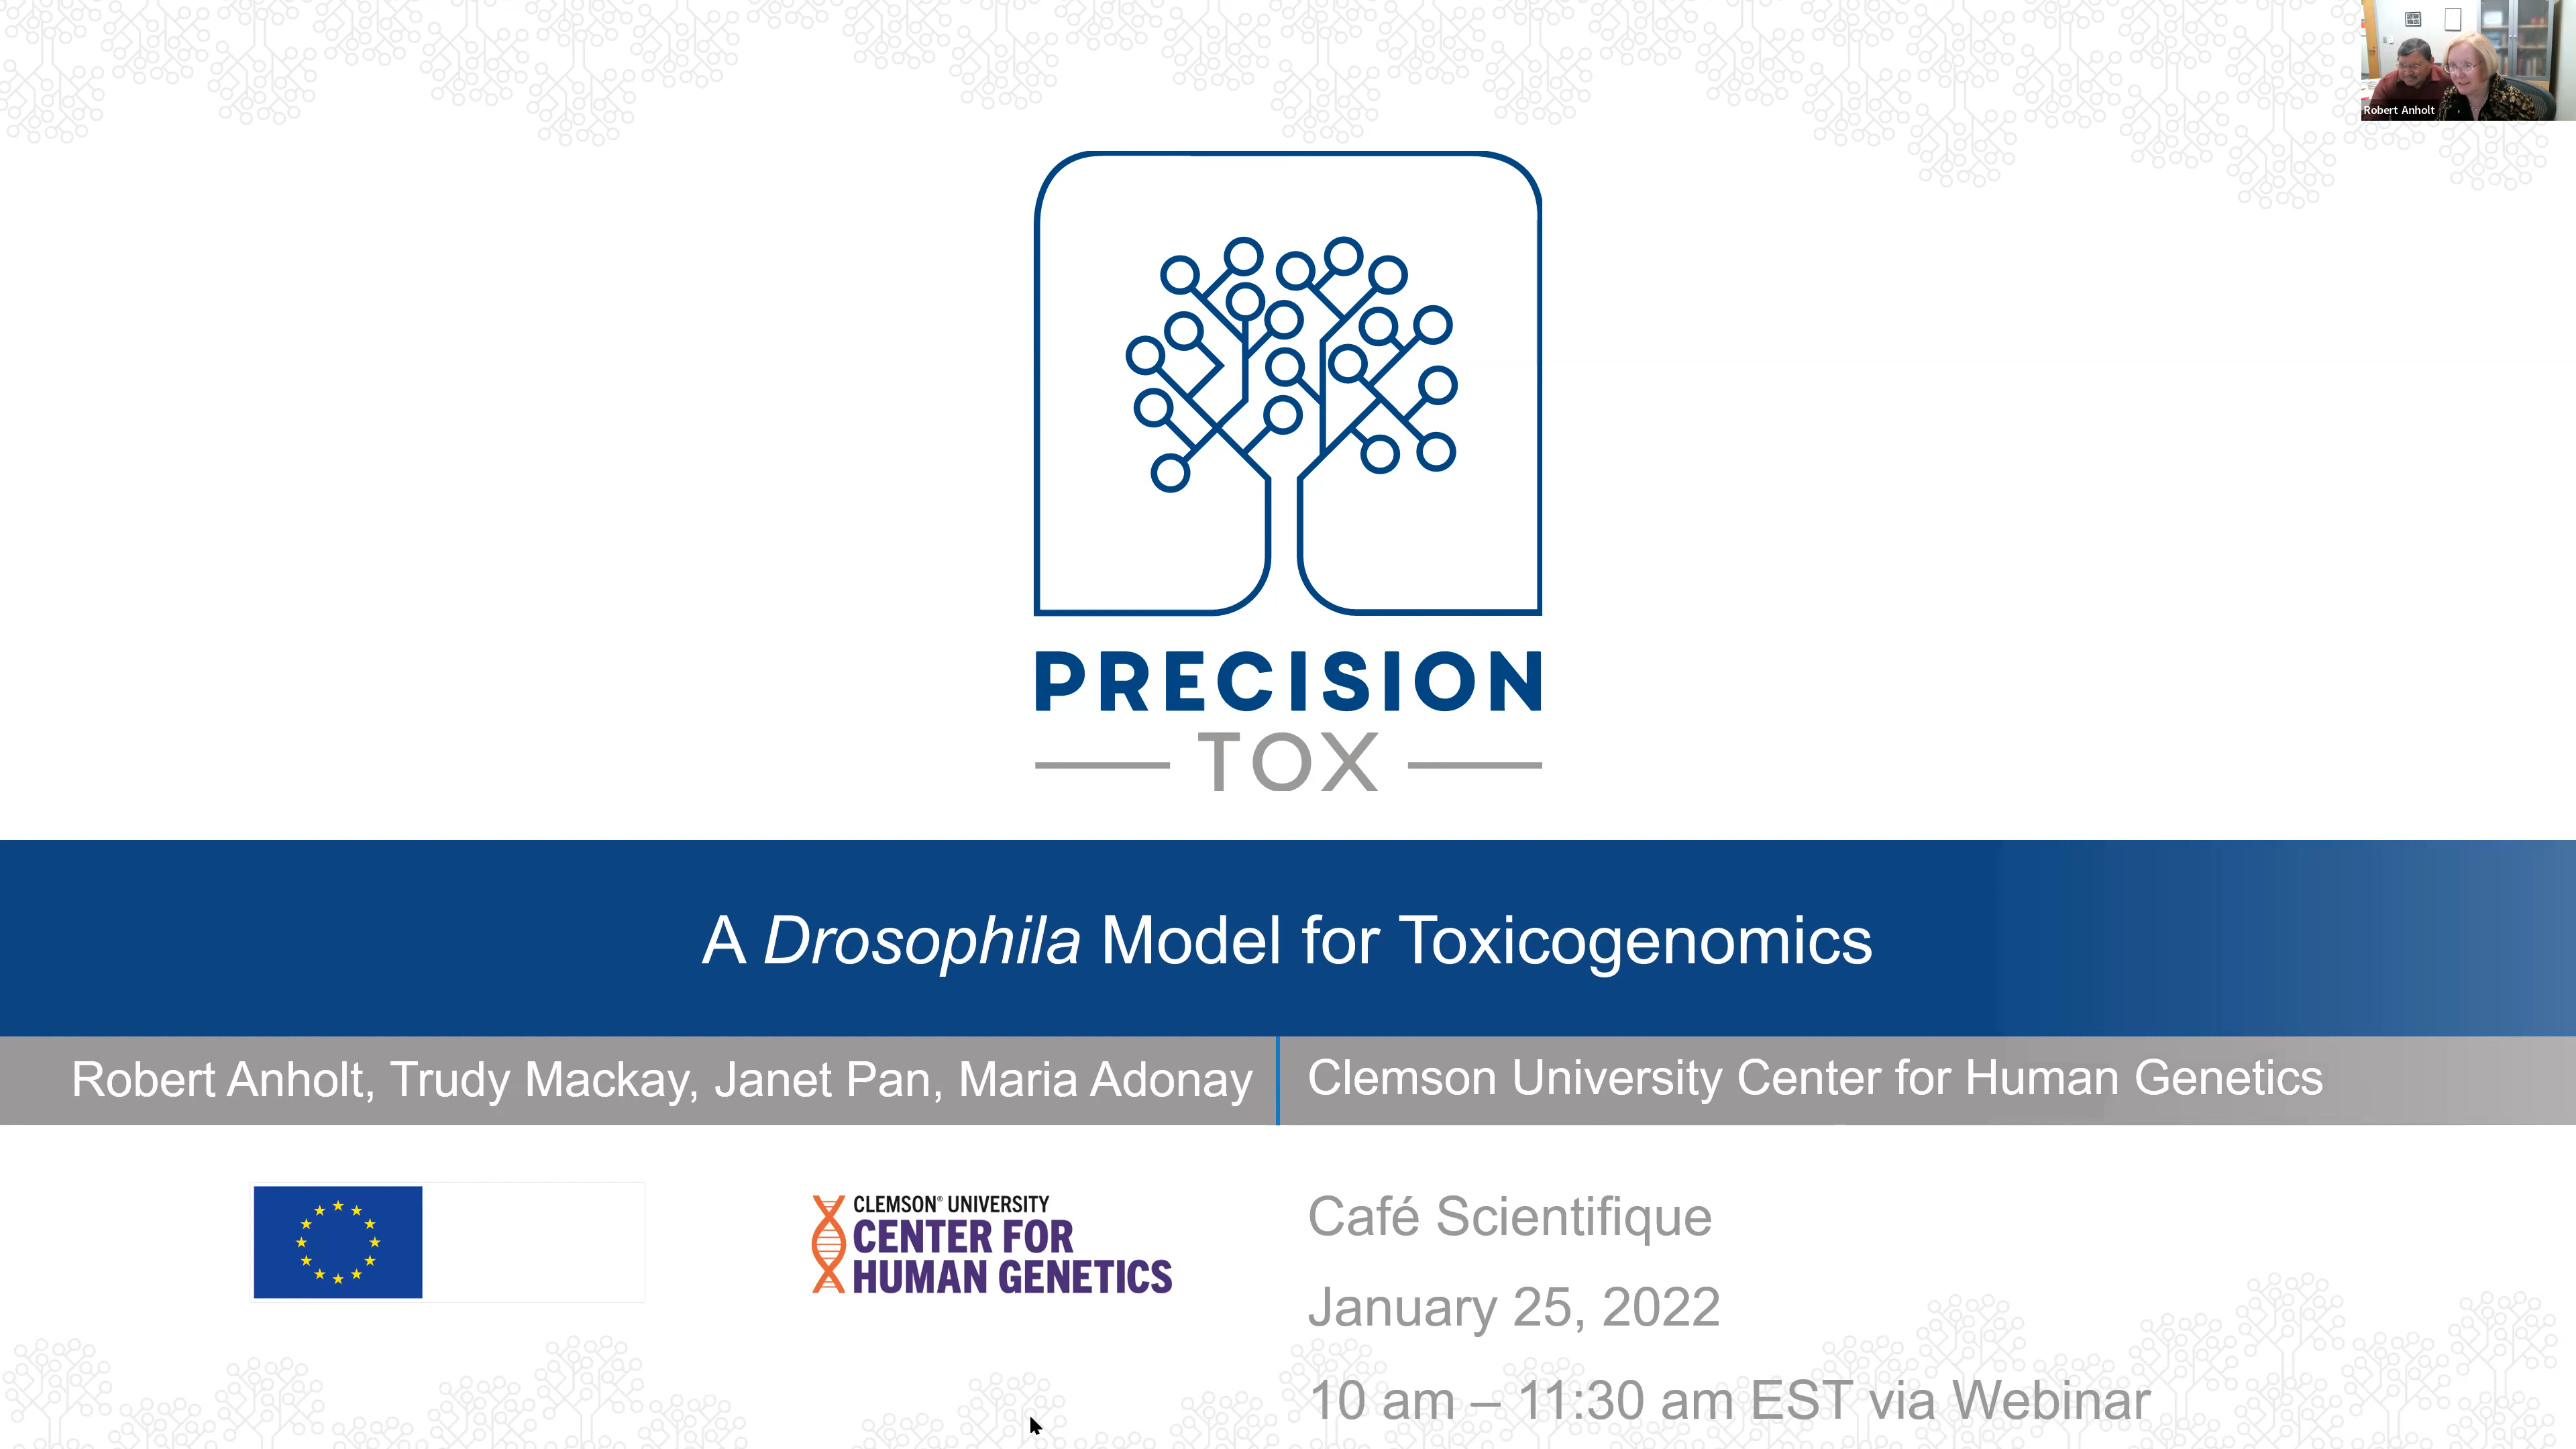 Robert Anholt
PRECISION
TOX
A Drosophila Model for Toxicogenomics
Robert Anholt, Trudy Mackay, Janet Pan, Maria Adonay
Clemson University Center for Human Genetics
CLEMSON® UNIVERSITY
CENTER FOR
HUMAN GENETICS
Café Scientifique
January 25, 2022
10 am – 11:30 am EST via Webinar